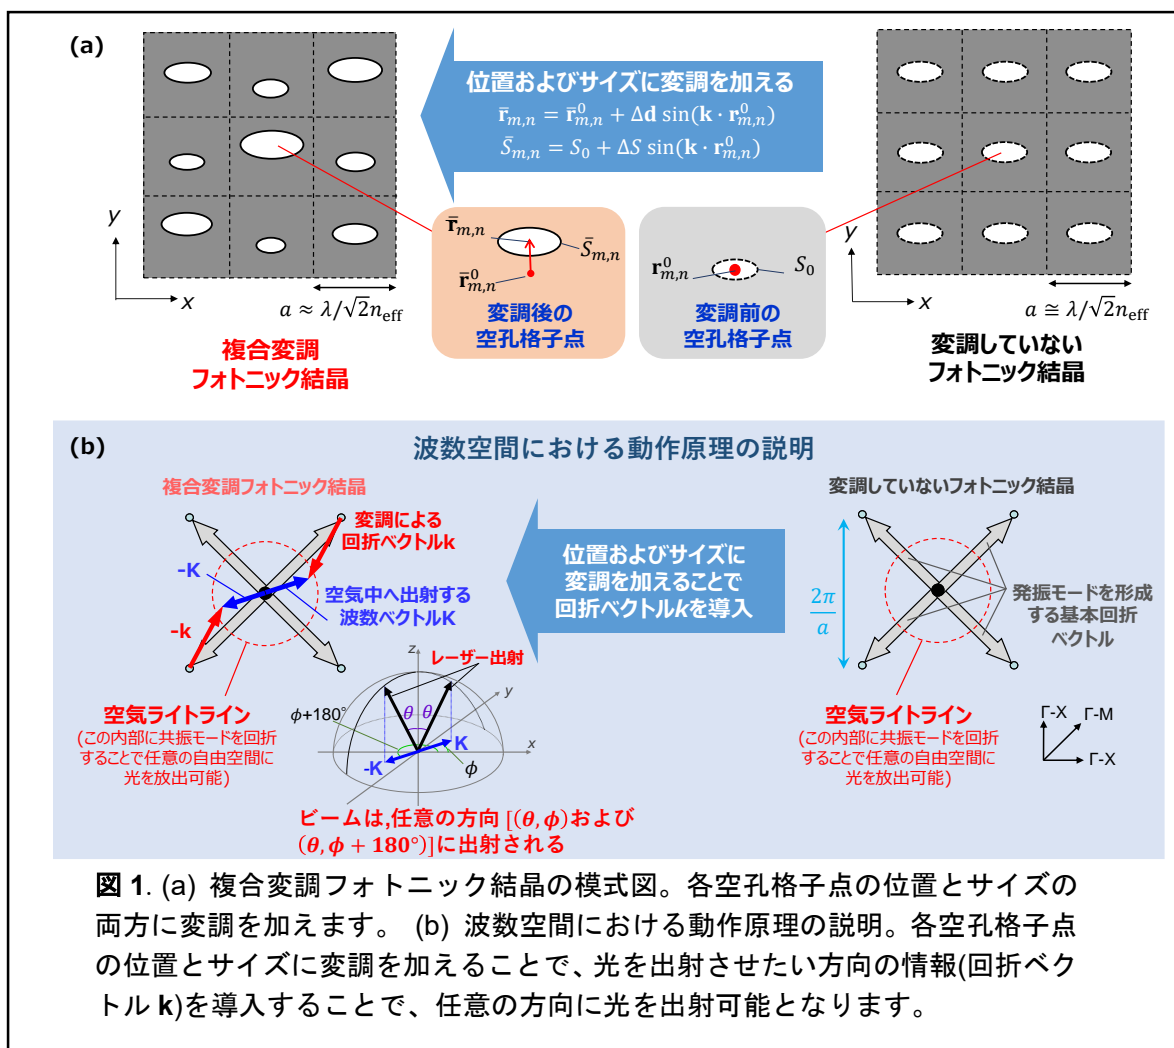 (a)
位置およびサイズに変調を加える
r̄m,n = r̄⁰m,n + Δd sin(k · r⁰m,n)
S̄m,n = S₀ + ΔS sin(k · r⁰m,n)
y
x
a ≈ λ/√2neff
複合変調
フォトニック結晶
r̄m,n
S̄m,n
r̄⁰m,n
変調後の
空孔格子点
r⁰m,n
S₀
変調前の
空孔格子点
y
x
a ≅ λ/√2neff
変調していない
フォトニック結晶
(b)
波数空間における動作原理の説明
複合変調フォトニック結晶
変調による
回折ベクトルk
-K
空気中へ出射する
波数ベクトルK
-k
空気ライトライン
(この内部に共振モードを回折
することで任意の自由空間に
光を放出可能)
z
レーザー出射
y
ϕ+180°
θ θ
x
K
-K
ϕ
ビームは,任意の方向 [(θ,ϕ)および
(θ,ϕ + 180°)]に出射される
位置およびサイズに
変調を加えることで
回折ベクトルkを導入
変調していないフォトニック結晶
2π
a
発振モードを形成
する基本回折
ベクトル
空気ライトライン
(この内部に共振モードを回折
することで任意の自由空間に
光を放出可能)
Γ-X
Γ-M
Γ-X
図 1. (a) 複合変調フォトニック結晶の模式図。各空孔格子点の位置とサイズの
両方に変調を加えます。 (b) 波数空間における動作原理の説明。各空孔格子点
の位置とサイズに変調を加えることで、光を出射させたい方向の情報(回折ベク
トル k)を導入することで、任意の方向に光を出射可能となります。